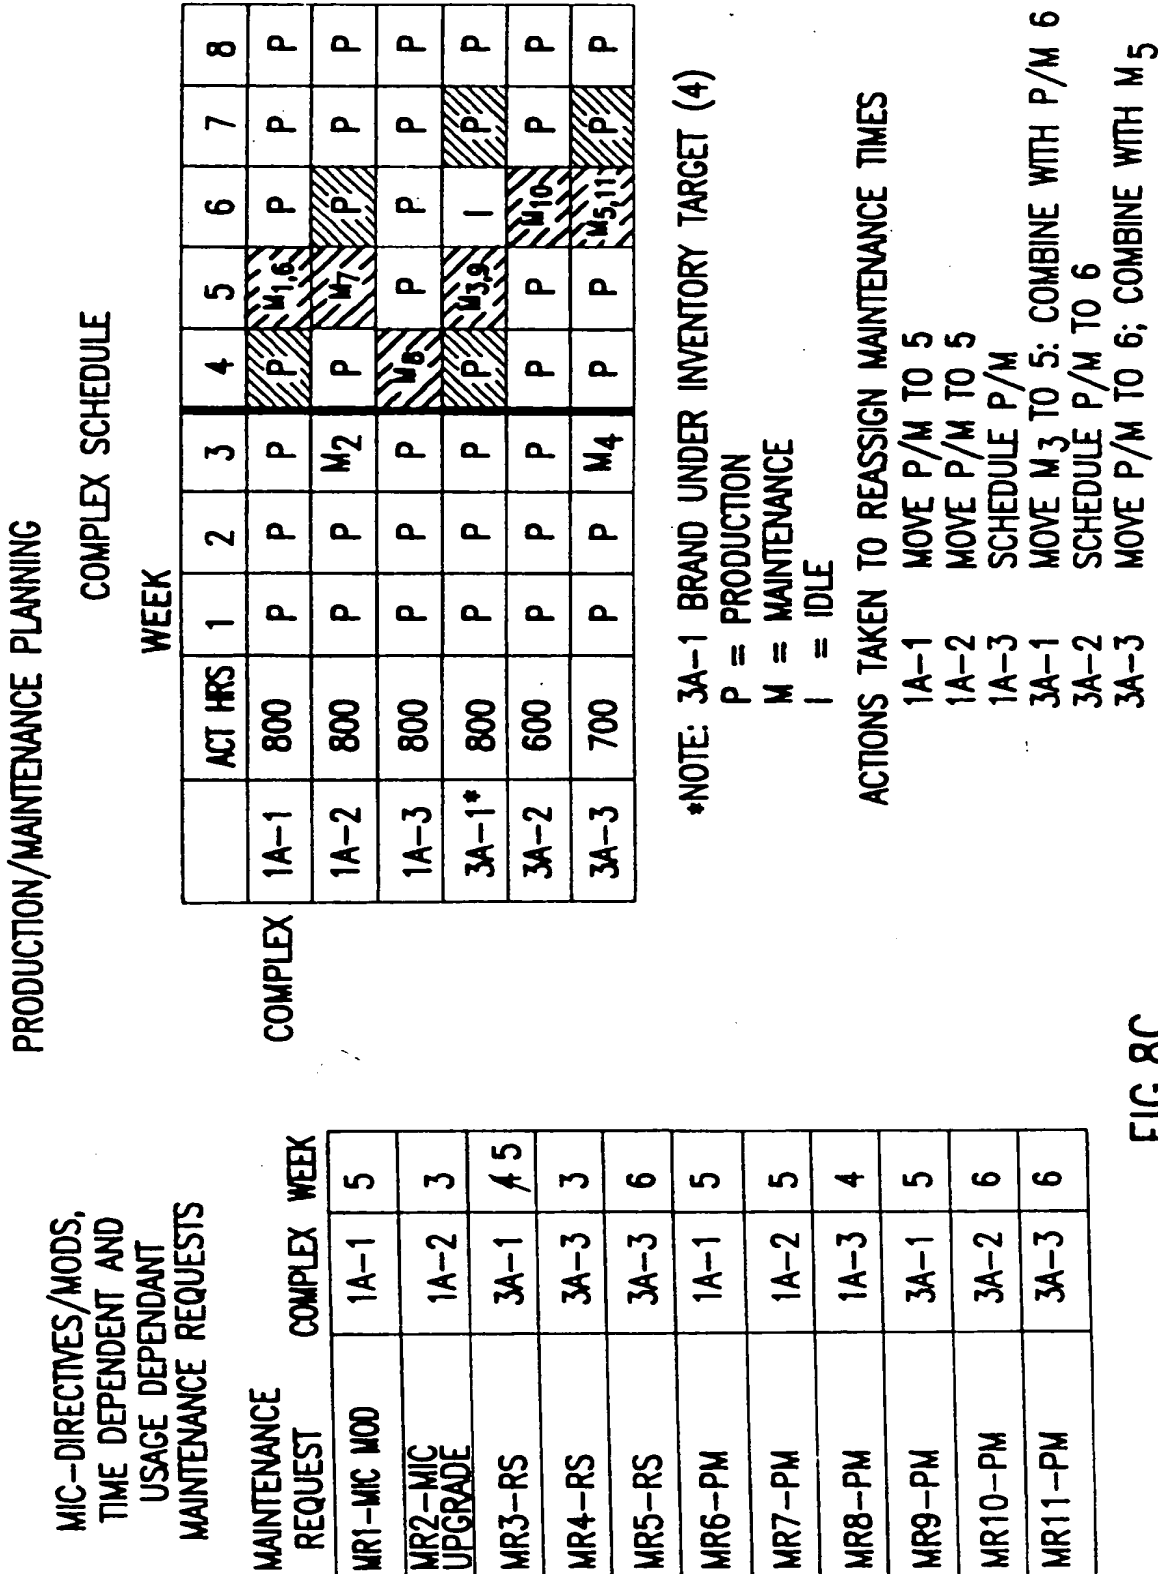 PRODUCTION/MAINTENANCE PLANNING
MIC-DIRECTIVES/MODS,
TIME DEPENDENT AND
USAGE DEPENDANT
MAINTENANCE REQUESTS
MAINTENANCE REQUEST COMPLEX WEEK
MR1-MIC MOD 1A-1 5
MR2-MIC UPGRADE 1A-2 3
MR3-RS 3A-1 4 5
MR4-RS 3A-3 3
MR5-RS 3A-3 6
MR6-PM 1A-1 5
MR7-PM 1A-2 5
MR8-PM 1A-3 4
MR9-PM 3A-1 5
MR10-PM 3A-2 6
MR11-PM 3A-3 6
COMPLEX SCHEDULE
WEEK
ACT HRS 1 2 3 4 5 6 7 8
COMPLEX
1A-1 800 P P P P M1,6 P P P
1A-2 800 P P M2 P M7 P P P
1A-3 800 P P P M8 P P P P
3A-1* 800 P P P P M3,9 I P P
3A-2 600 P P P P P M10 P P
3A-3 700 P P M4 P P M5,11 P P
*NOTE: 3A-1 BRAND UNDER INVENTORY TARGET (4)
P = PRODUCTION
M = MAINTENANCE
I = IDLE
ACTIONS TAKEN TO REASSIGN MAINTENANCE TIMES
1A-1 MOVE P/M TO 5
1A-2 MOVE P/M TO 5
1A-3 SCHEDULE P/M
3A-1 MOVE M3 TO 5: COMBINE WITH P/M 6
3A-2 SCHEDULE P/M TO 6
3A-3 MOVE P/M TO 6; COMBINE WITH M5
FIG. 8C